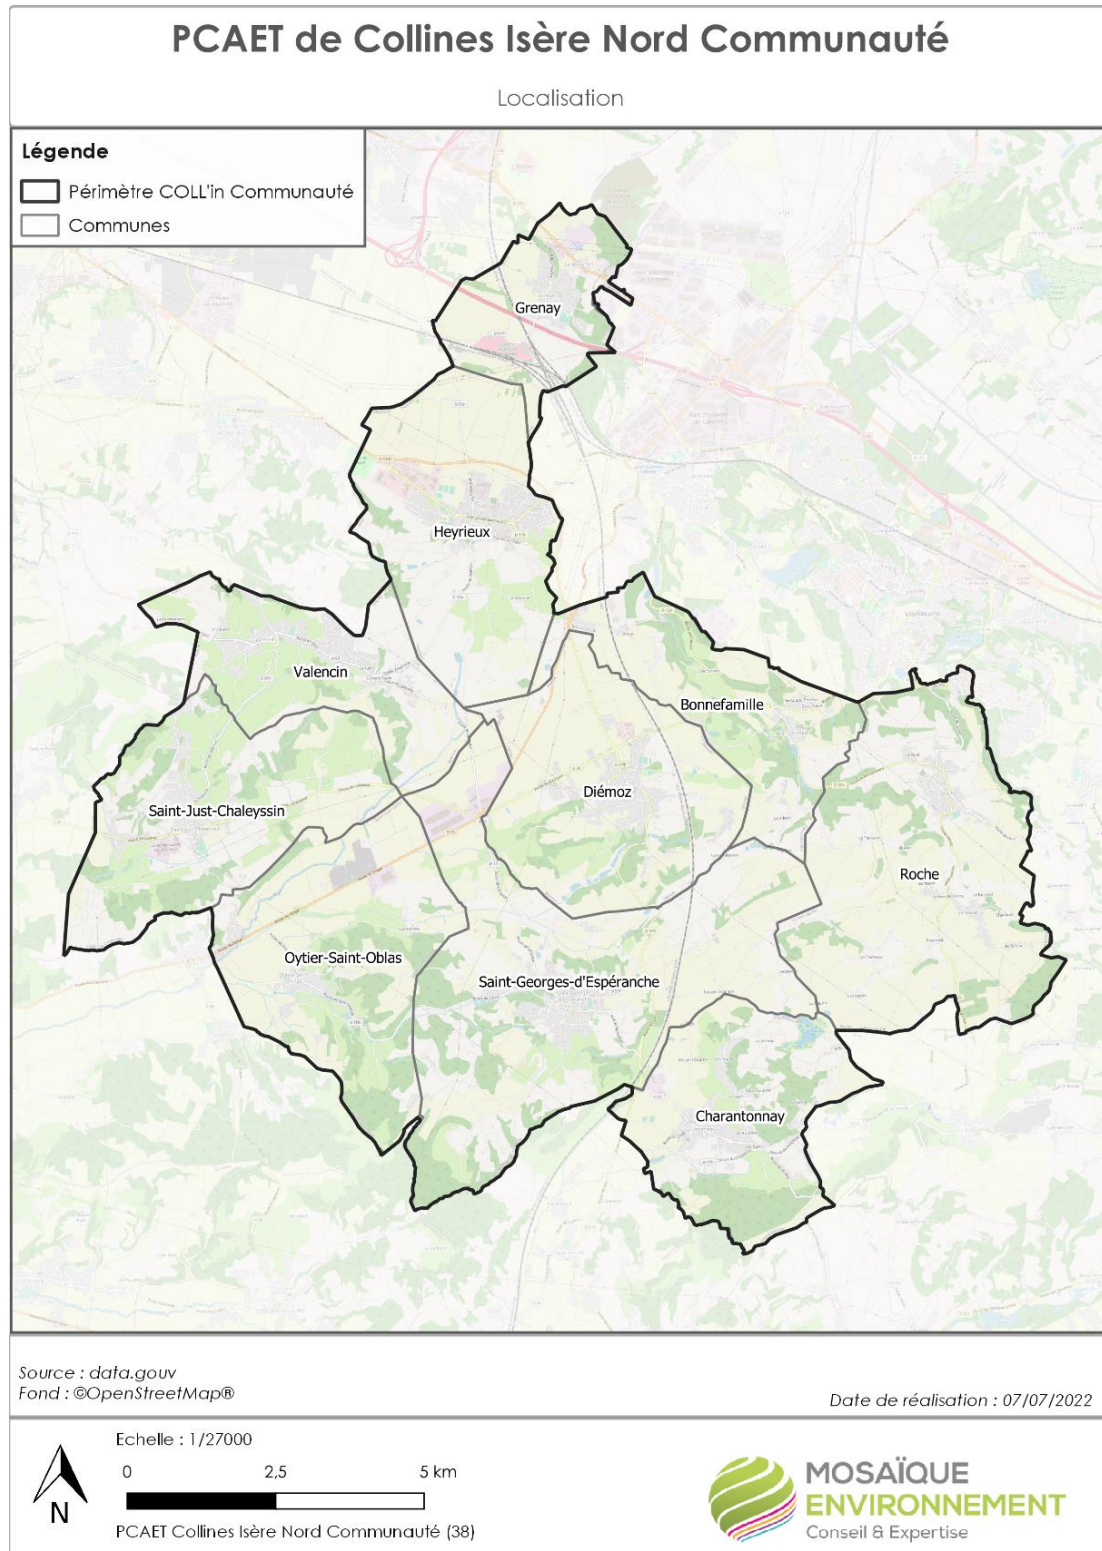 PCAET de Collines Isère Nord Communauté
Localisation
Légende
Périmètre COLL'in Communauté
Communes
Grenay
Heyrieux
Valencin
Bonnefamille
Diémoz
Saint-Just-Chaleyssin
Roche
Oytier-Saint-Oblas
Saint-Georges-d'Espéranche
Charantonnay
Source : data.gouv
Fond : ©OpenStreetMap®
Date de réalisation : 07/07/2022
Echelle : 1/27000
0 2,5 5 km
N
PCAET Collines Isère Nord Communauté (38)
MOSAÏQUE
ENVIRONNEMENT
Conseil & Expertise